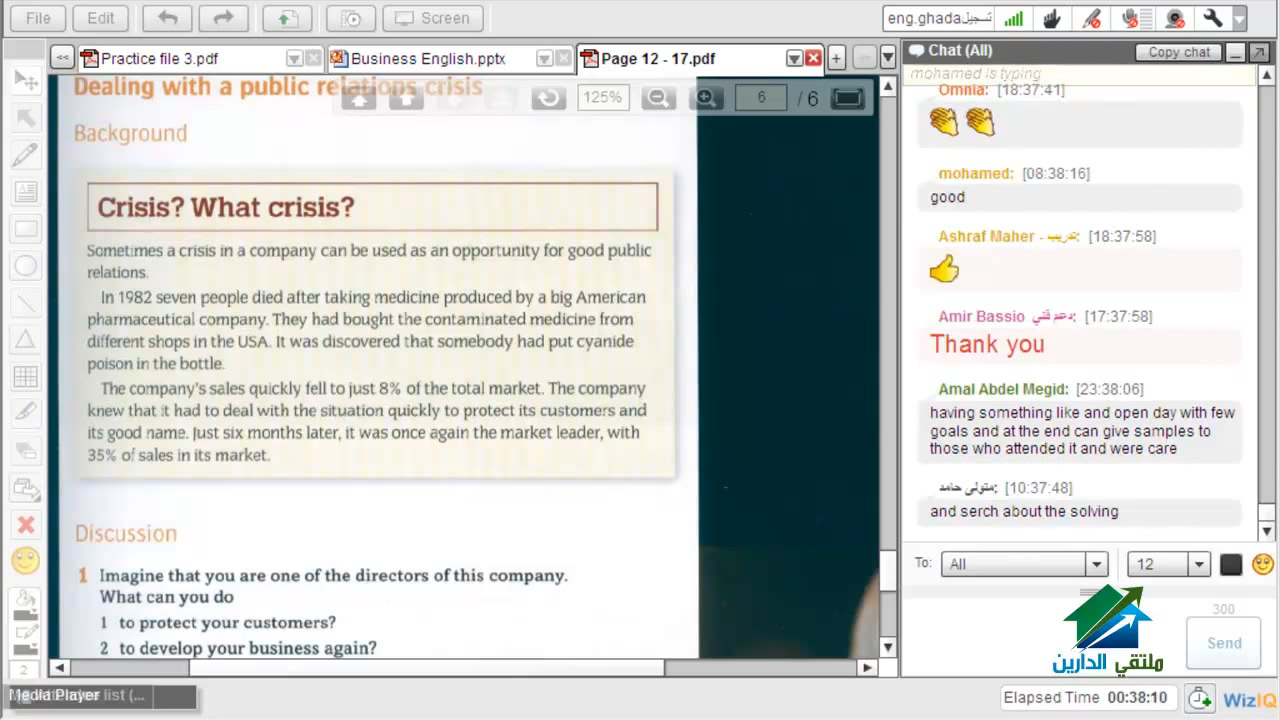 File
Edit
Screen
eng.ghada تسجيل
<<
Practice file 3.pdf
Business English.pptx
Page 12 - 17.pdf
Dealing with a public relations crisis
125%
6
/ 6
Background
Crisis? What crisis?
Sometimes a crisis in a company can be used as an opportunity for good public
relations.
In 1982 seven people died after taking medicine produced by a big American
pharmaceutical company. They had bought the contaminated medicine from
different shops in the USA. It was discovered that somebody had put cyanide
poison in the bottle.
The company's sales quickly fell to just 8% of the total market. The company
knew that it had to deal with the situation quickly to protect its customers and
its good name. Just six months later, it was once again the market leader, with
35% of sales in its market.
Discussion
1 Imagine that you are one of the directors of this company.
What can you do
1 to protect your customers?
2 to develop your business again?
2
Media Player
list (...
Chat (All)
Copy chat
mohamed is typing
Omnia: [18:37:41]
mohamed: [08:38:16]
good
Ashraf Maher - تدريب: [18:37:58]
Amir Bassio دعم فني: [17:37:58]
Thank you
Amal Abdel Megid: [23:38:06]
having something like and open day with few
goals and at the end can give samples to
those who attended it and were care
متولى حامد: [10:37:48]
and serch about the solving
To:
All
12
300
Send
ملتقي الدارين
Elapsed Time 00:38:10
WizIQ